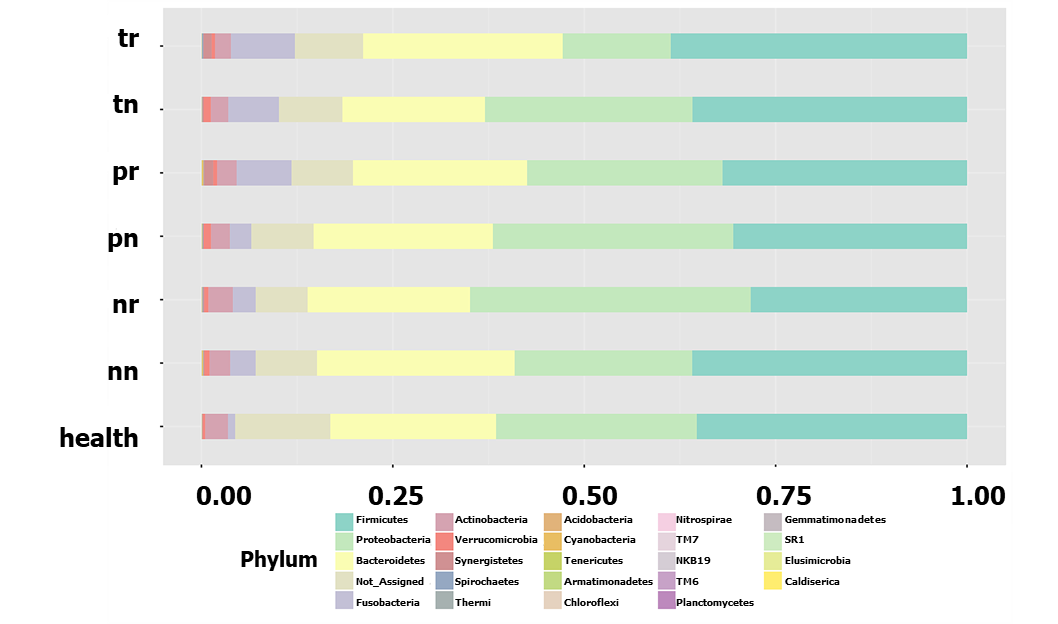 tr
tn
pr
pn
nr
nn
health
0.00 0.25 0.50 0.75 1.00
Firmicutes Actinobacteria Acidobacteria Nitrospirae Gemmatimonadetes
Proteobacteria Verrucomicrobia Cyanobacteria TM7 SR1
Phylum Bacteroidetes Synergistetes Tenericutes NKB19 Elusimicrobia
Not_Assigned Spirochaetes Armatimonadetes TM6 Caldiserica
Fusobacteria Thermi Chloroflexi Planctomycetes